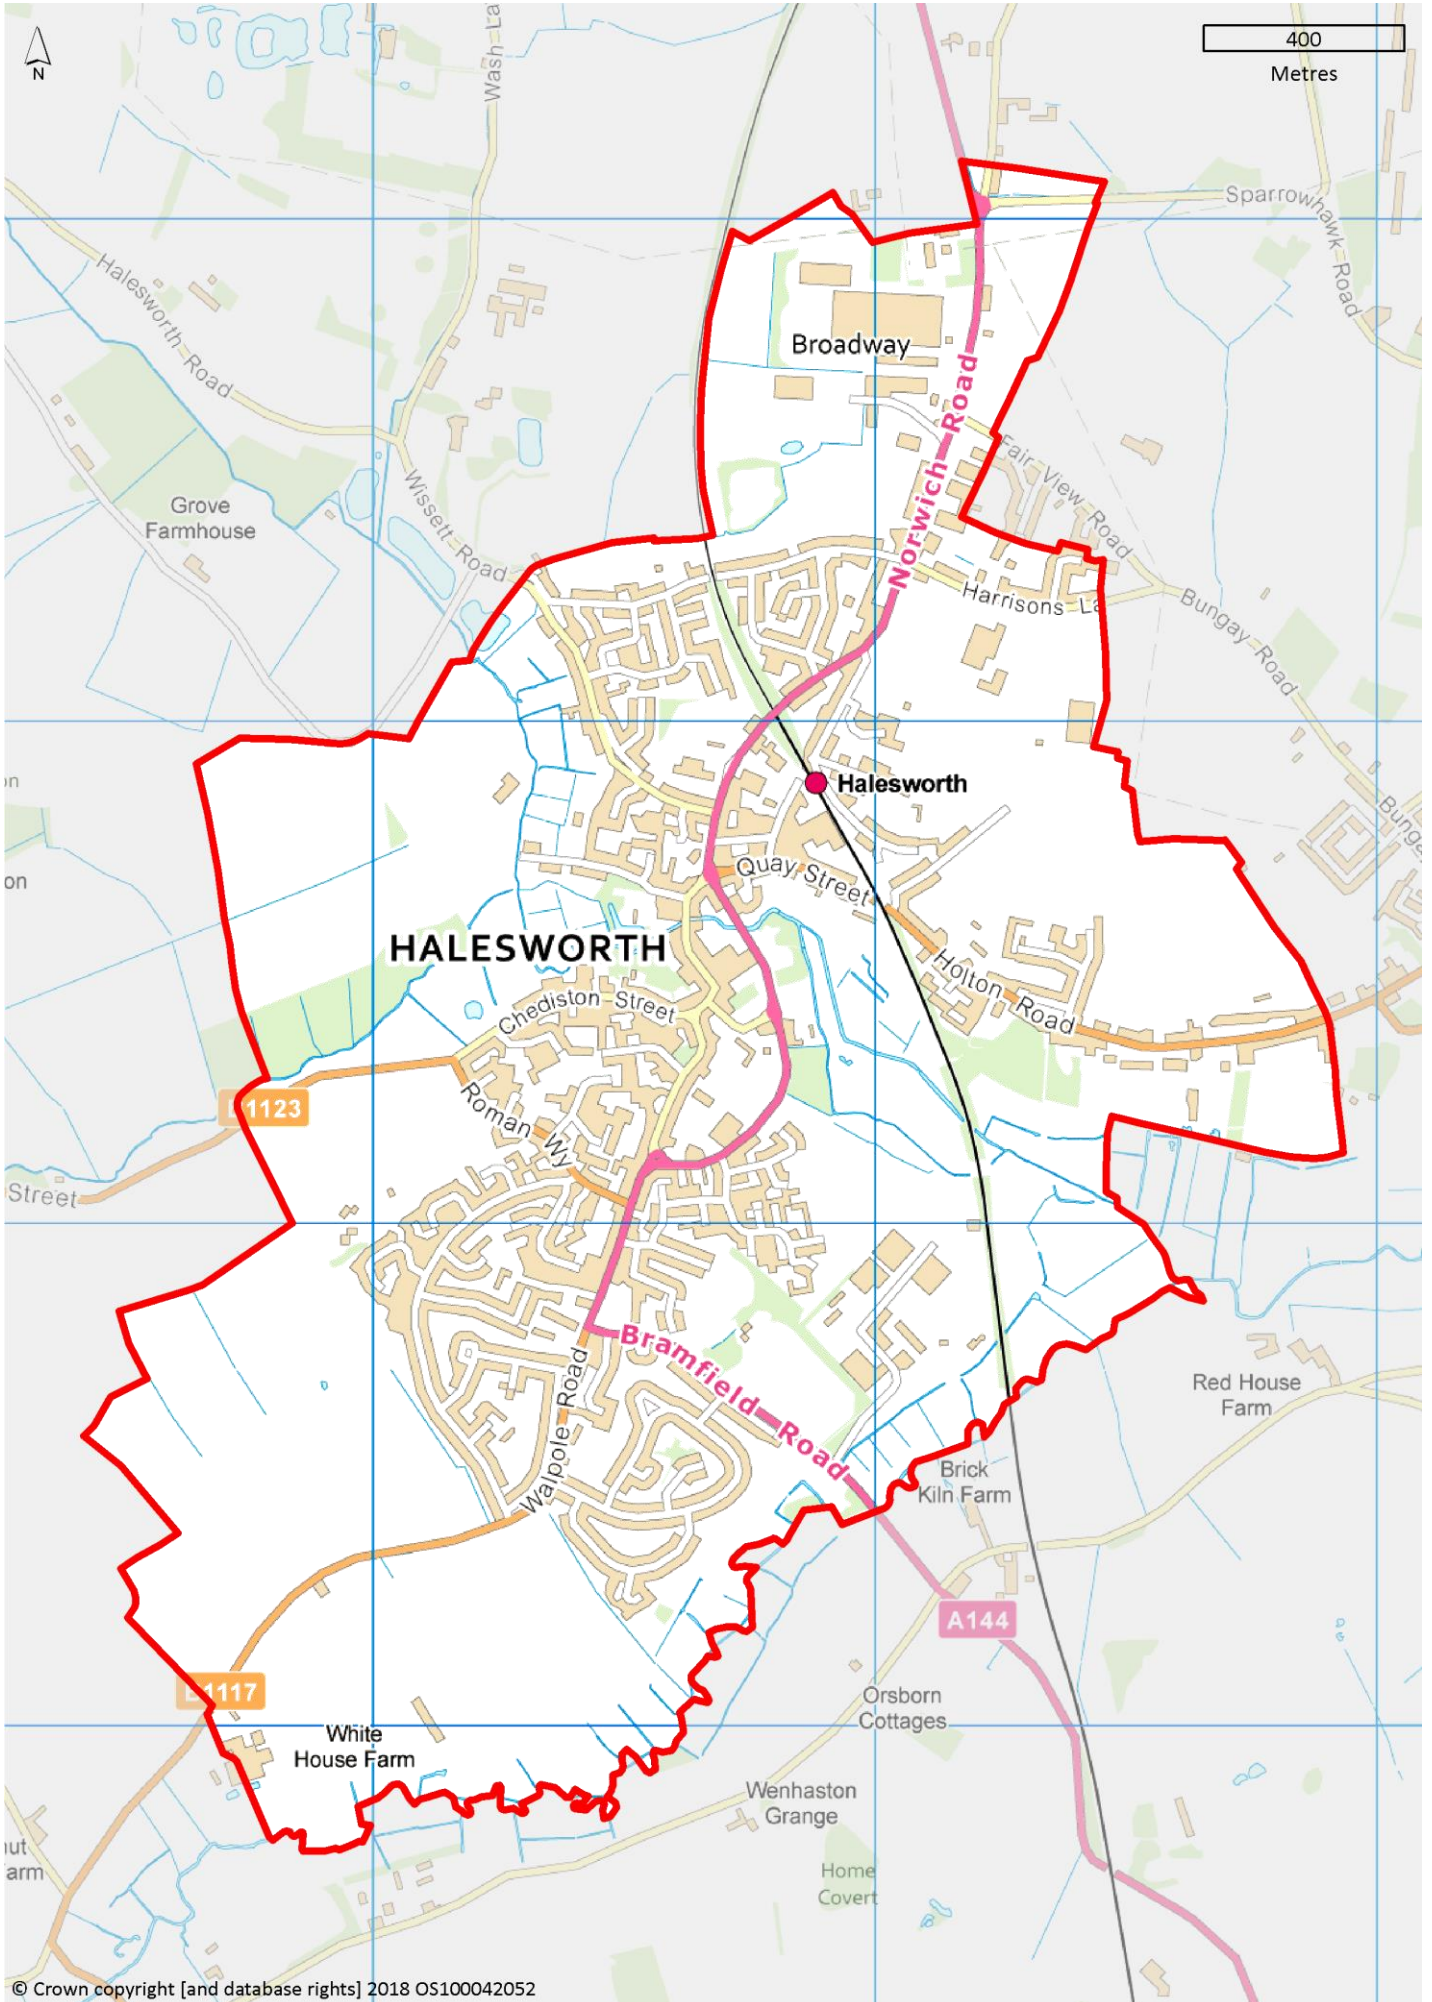 N
400
Metres
Wash La
Sparrowhawk Road
Halesworth Road
Broadway
Norwich Road
Grove
Farmhouse
Wissett Road
Fair View Road
Harrisons La
Bungay Road
Halesworth
Bunga
on
Quay Street
HALESWORTH
Holton Road
Chediston Street
1123
Roman Wy
Street
Bramfield Road
Walpole Road
Red House
Farm
Brick
Kiln Farm
A144
1117
Orsborn
Cottages
White
House Farm
Wenhaston
Grange
arm
Home
Covert
© Crown copyright [and database rights] 2018 OS100042052